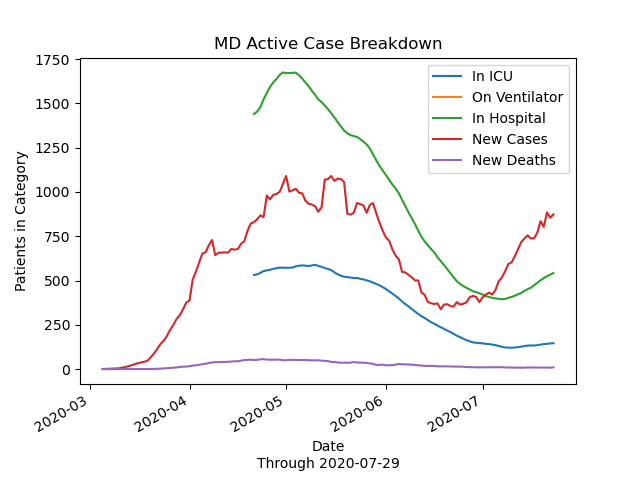 MD Active Case Breakdown
1750
1500
1250
1000
750
500
250
0
Patients in Category
In ICU
On Ventilator
In Hospital
New Cases
New Deaths
2020-03
2020-04
2020-05
2020-06
2020-07
Date
Through 2020-07-29